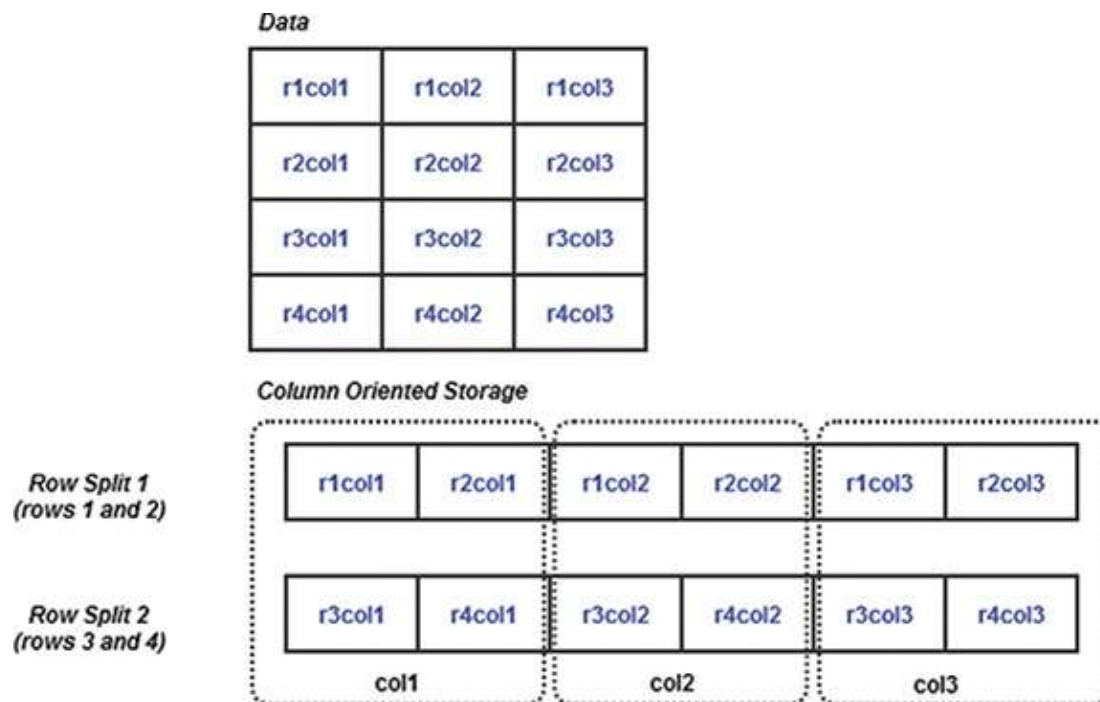 Data
r1col1 r1col2 r1col3
r2col1 r2col2 r2col3
r3col1 r3col2 r3col3
r4col1 r4col2 r4col3
Column Oriented Storage
Row Split 1
(rows 1 and 2)
r1col1 r2col1 r1col2 r2col2 r1col3 r2col3
Row Split 2
(rows 3 and 4)
r3col1 r4col1 r3col2 r4col2 r3col3 r4col3
col1 col2 col3